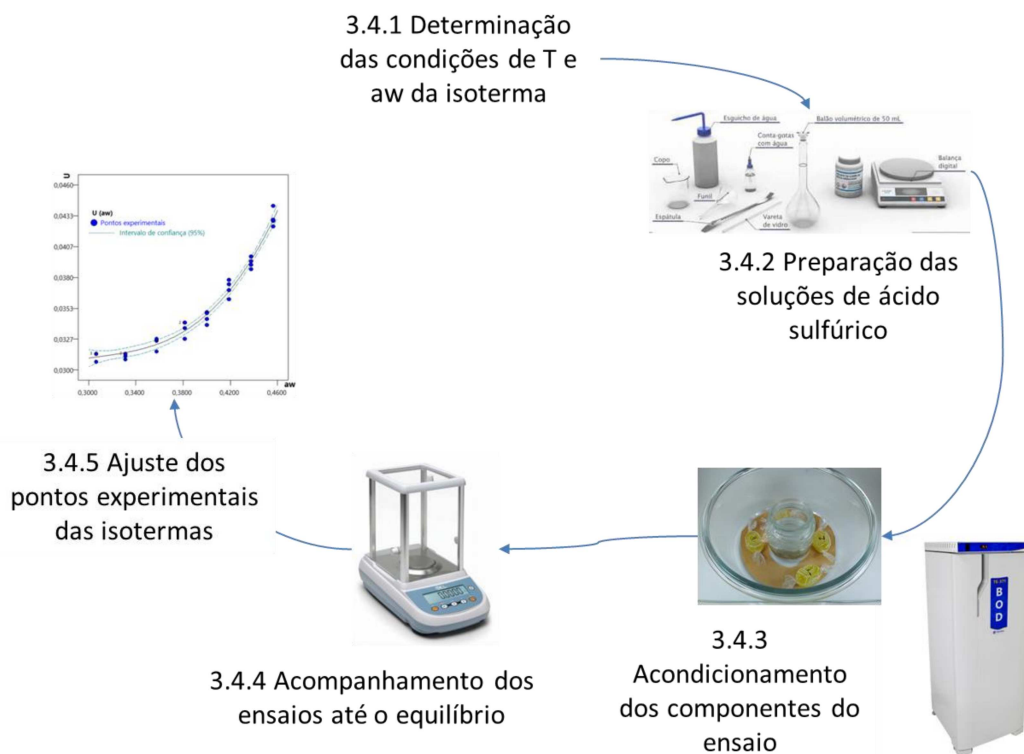 3.4.1 Determinação
das condições de T e
aw da isoterma
Esguicho de água
Balão volumétrico de 50 mL
Conta-gotas
com água
Copo
Balança
digital
Funil
Espátula
Vareta
de vidro
3.4.2 Preparação das
soluções de ácido
sulfúrico
U
0,0460
0,0433
0,0407
0,0380
0,0353
0,0327
0,0300
U (aw)
Pontos experimentais
Intervalo de confiança (95%)
0,3000 0,3400 0,3800 0,4200 0,4600
aw
3.4.5 Ajuste dos
pontos experimentais
das isotermas
BOD
3.4.4 Acompanhamento dos
ensaios até o equilíbrio
3.4.3
Acondicionamento
dos componentes do
ensaio